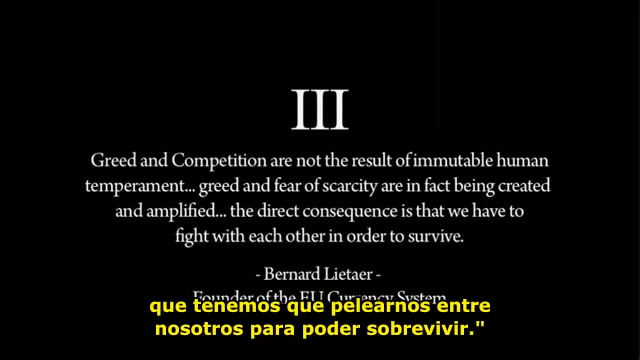 III
Greed and Competition are not the result of immutable human
temperament... greed and fear of scarcity are in fact being created
and amplified... the direct consequence is that we have to
fight with each other in order to survive.
- Bernard Lietaer -
Founder of the EU Currency System
que tenemos que pelearnos entre
nosotros para poder sobrevivir."